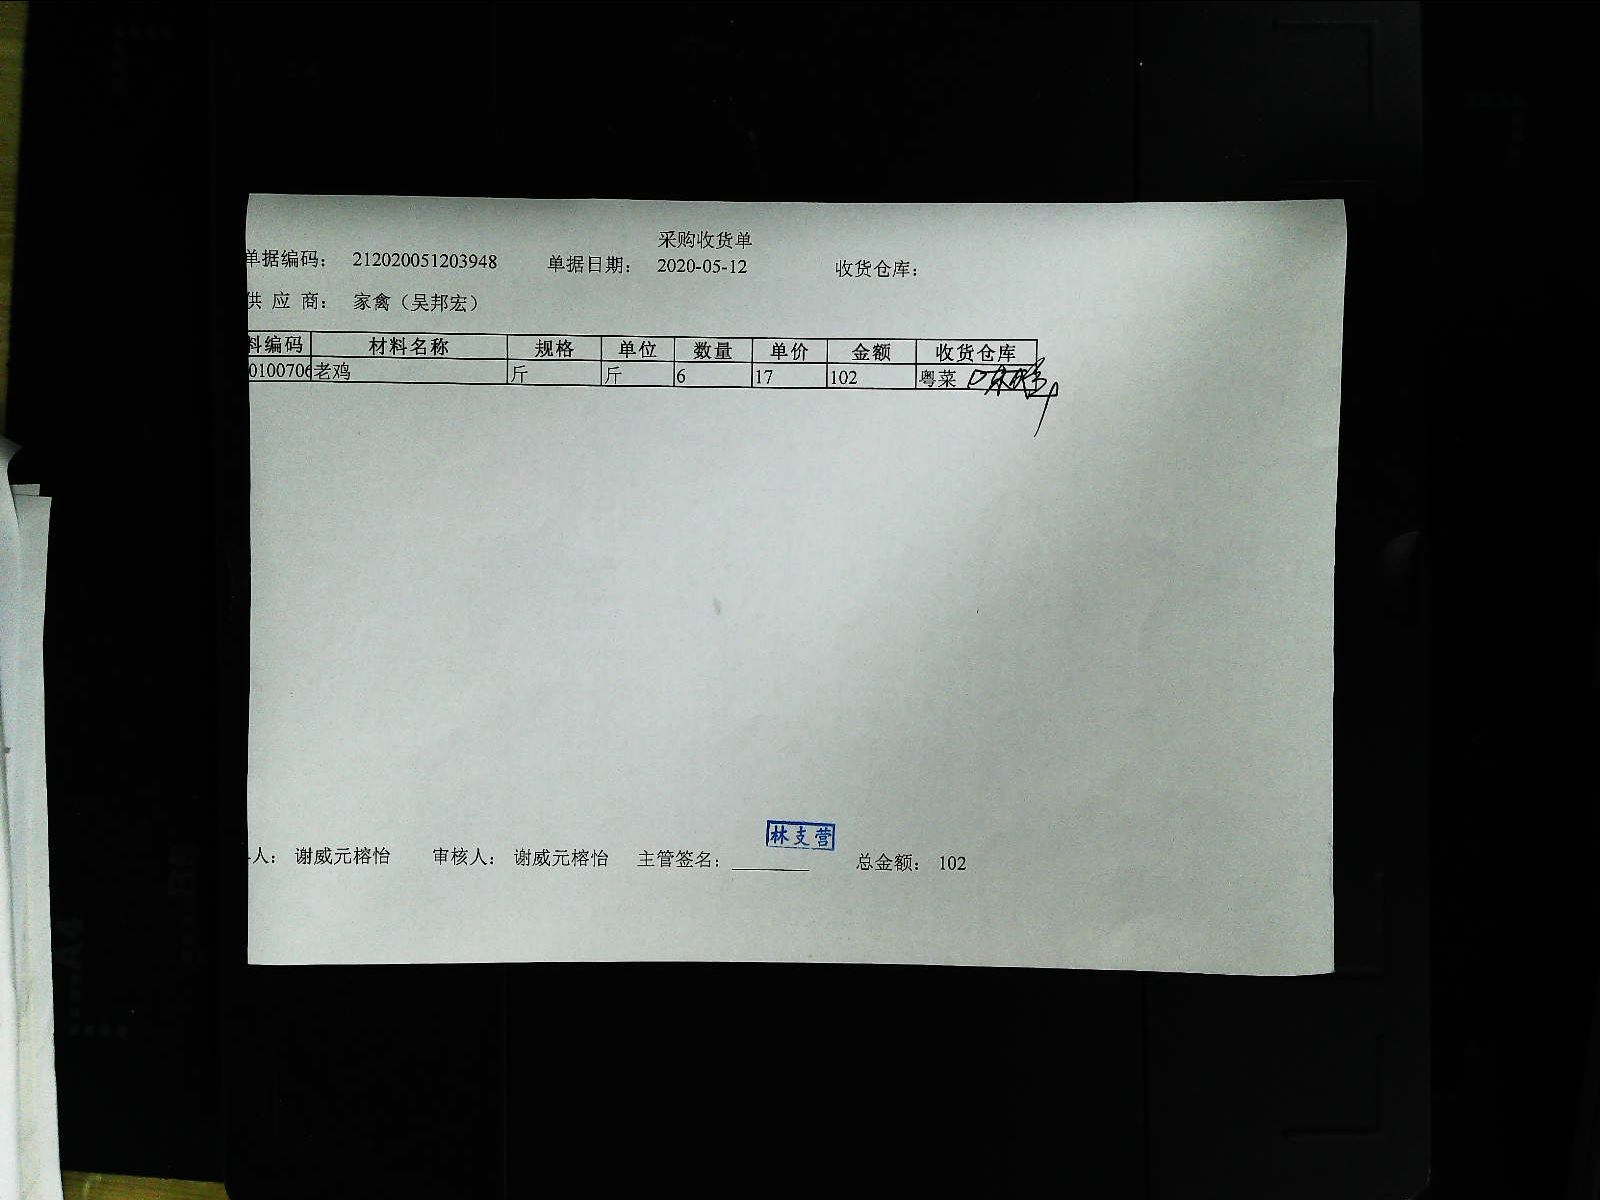 采购收货单
单据编码： 212020051203948 单据日期： 2020-05-12 收货仓库：
供 应 商： 家禽（吴邦宏）
料编码 材料名称 规格 单位 数量 单价 金额 收货仓库
0100706 老鸡 斤 斤 6 17 102 粤菜
林支营
人： 谢威元榕怡 审核人： 谢威元榕怡 主管签名： ________ 总金额： 102
A4